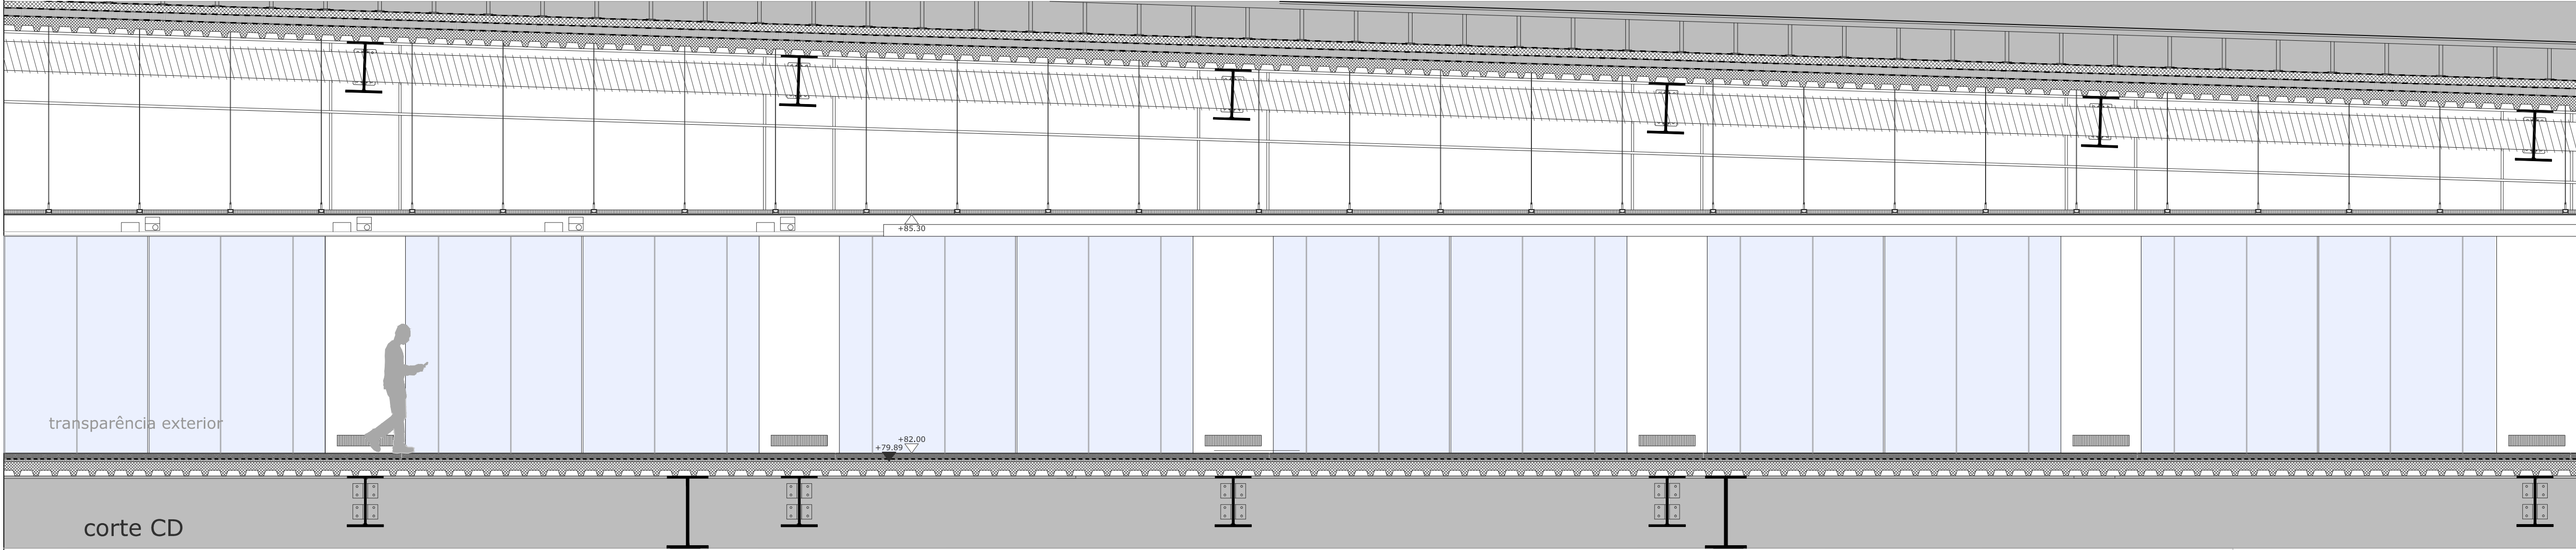 +85.30
transparência exterior
+82.00
+79.89
corte CD